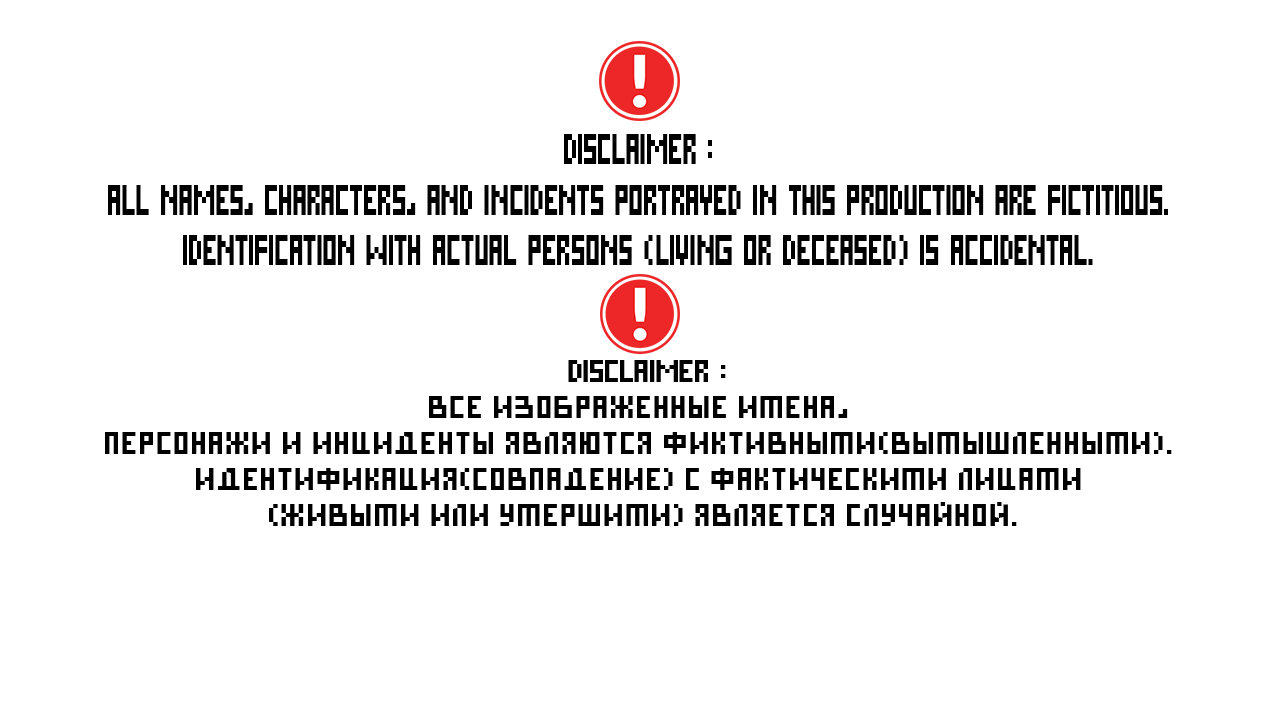 DISCLAIMER :
ALL NAMES, CHARACTERS, AND INCIDENTS PORTRAYED IN THIS PRODUCTION ARE FICTITIOUS.
IDENTIFICATION WITH ACTUAL PERSONS (LIVING OR DECEASED) IS ACCIDENTAL.
DISCLAIMER :
ВСЕ ИЗОБРАЖЕННЫЕ ИМЕНА,
ПЕРСОНАЖИ И ИНЦИДЕНТЫ ЯВЛЯЮТСЯ ФИКТИВНЫМИ(ВЫМЫШЛЕННЫМИ).
ИДЕНТИФИКАЦИЯ(СОВПАДЕНИЕ) С ФАКТИЧЕСКИМИ ЛИЦАМИ
(ЖИВЫМИ ИЛИ УМЕРШИМИ) ЯВЛЯЕТСЯ СЛУЧАЙНОЙ.